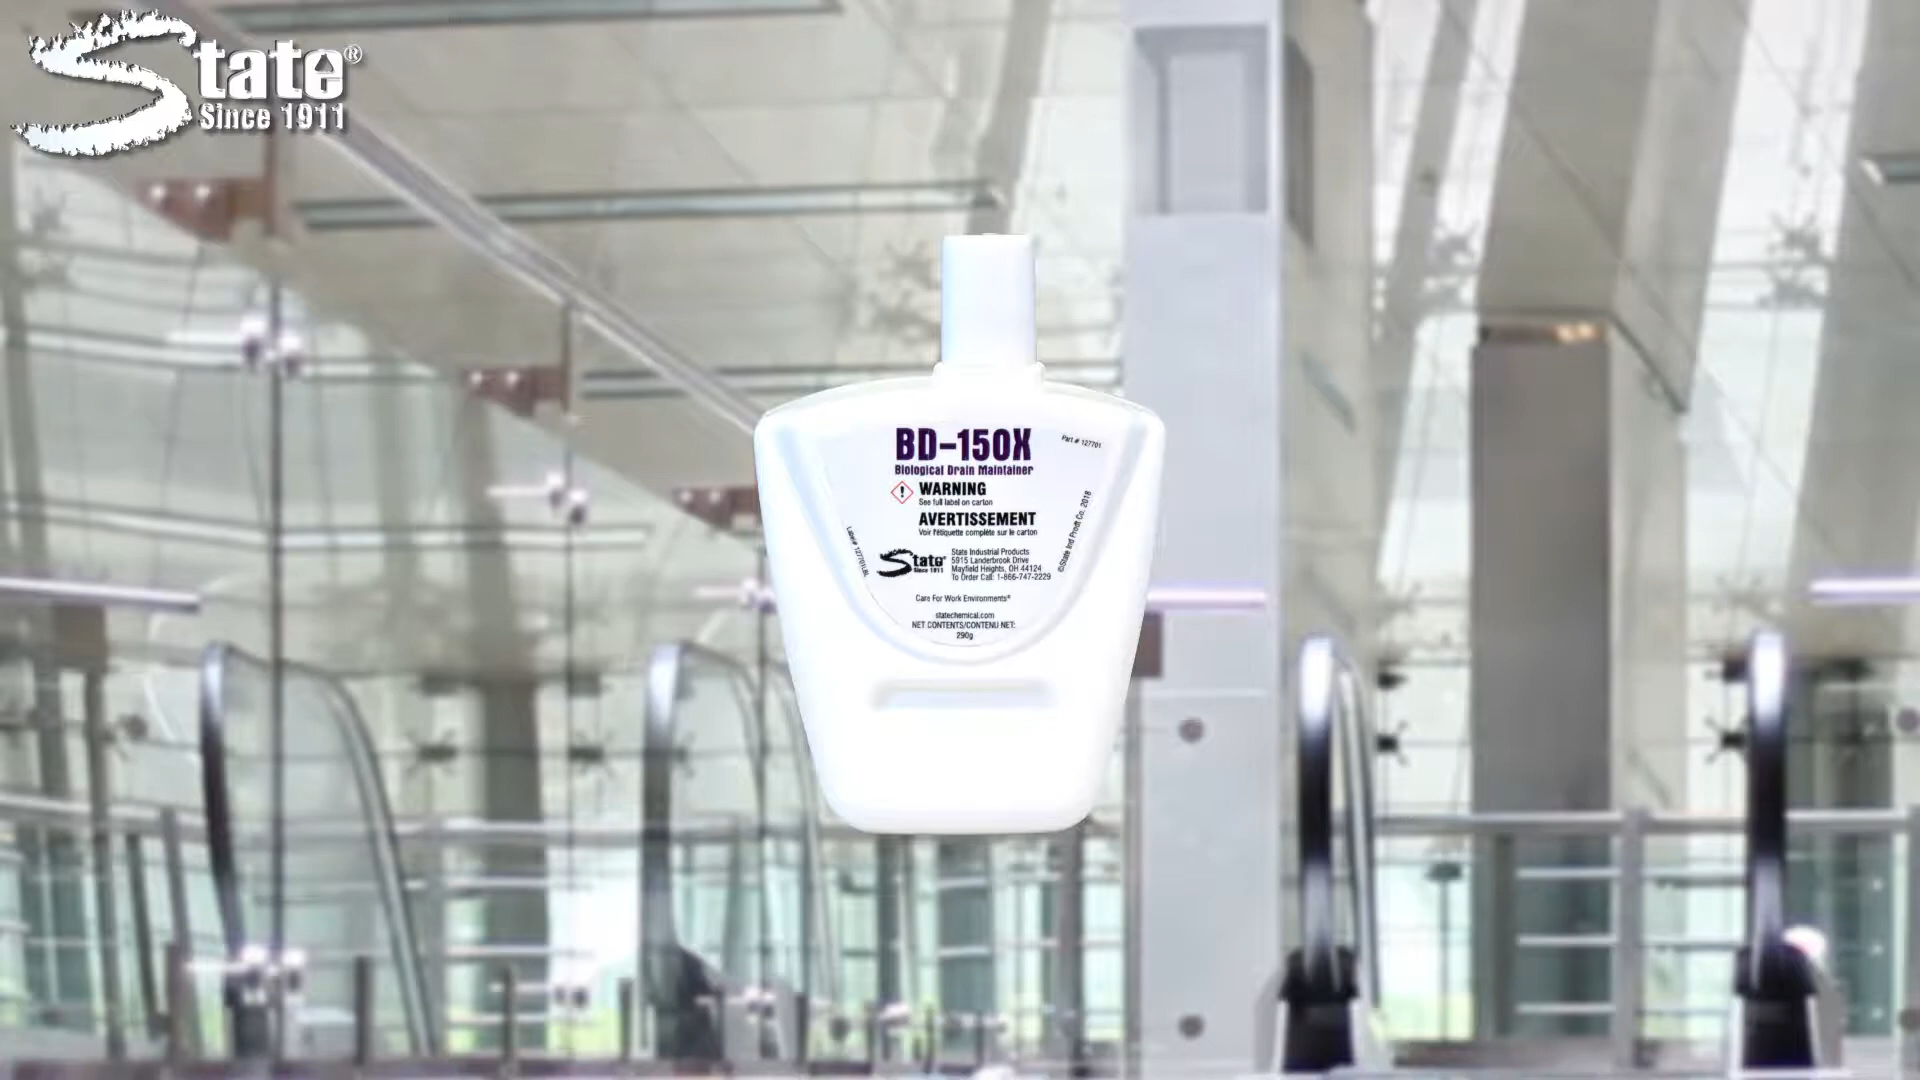 State®
Since 1911
BD-150X
Part # 127701
Biological Drain Maintainer
WARNING
See full label on carton
AVERTISSEMENT
Voir l'étiquette complète sur le carton
Label# 127701LBL
©State Ind Prodt Co. 2018
State®
Since 1911
State Industrial Products
5915 Landerbrook Drive
Mayfield Heights, OH 44124
To Order Call: 1-866-747-2229
Care For Work Environments®
statechemical.com
NET CONTENTS/CONTENU NET:
290g